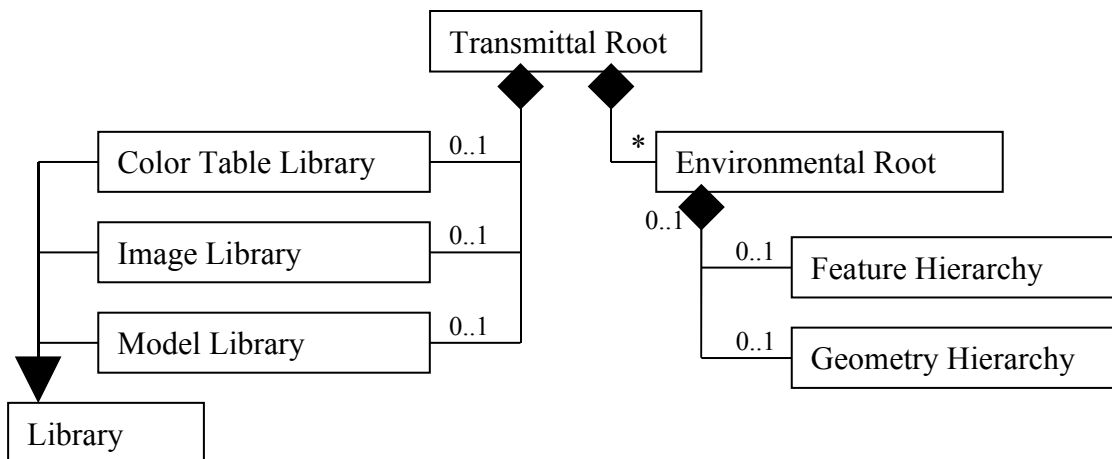 Transmittal Root
Color Table Library
0..1
*
Environmental Root
Image Library
0..1
0..1
0..1
Feature Hierarchy
Model Library
0..1
0..1
Geometry Hierarchy
Library